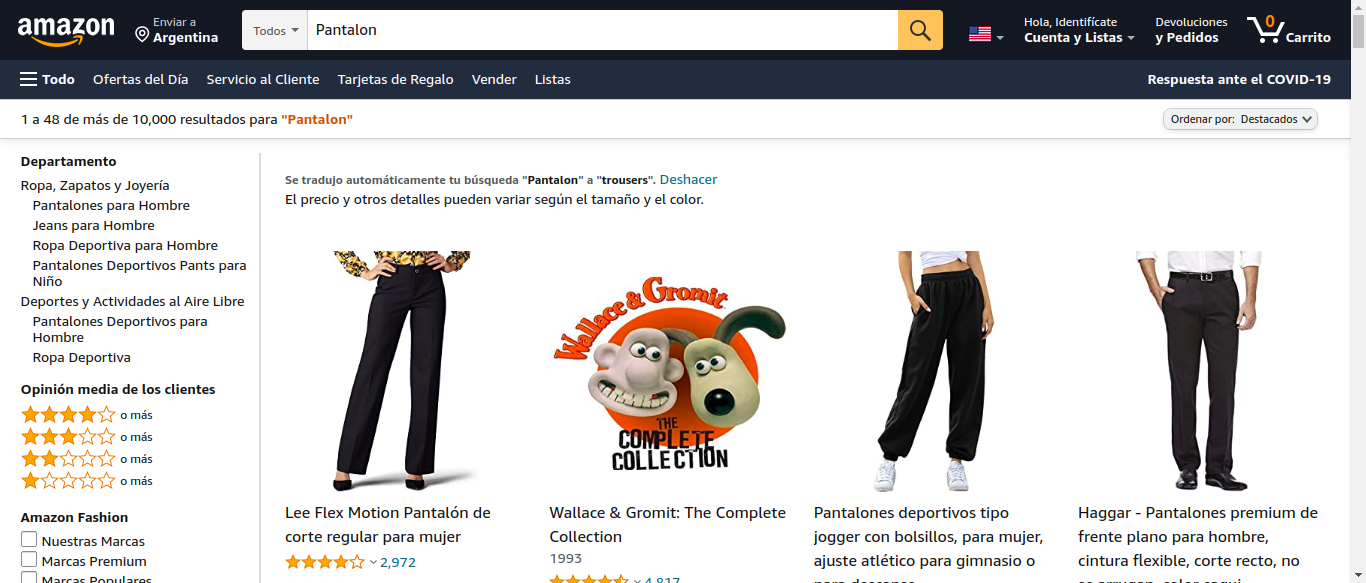 amazon
Enviar a
Argentina
Todos
Pantalon
Hola, Identifícate
Cuenta y Listas
Devoluciones
y Pedidos
0
Carrito
Todo
Ofertas del Día
Servicio al Cliente
Tarjetas de Regalo
Vender
Listas
Respuesta ante el COVID-19
1 a 48 de más de 10,000 resultados para "Pantalon"
Ordenar por: Destacados
Departamento
Ropa, Zapatos y Joyería
Pantalones para Hombre
Jeans para Hombre
Ropa Deportiva para Hombre
Pantalones Deportivos Pants para
Niño
Deportes y Actividades al Aire Libre
Pantalones Deportivos para
Hombre
Ropa Deportiva
Opinión media de los clientes
o más
o más
o más
o más
Amazon Fashion
Nuestras Marcas
Marcas Premium
Marcas Populares
Se tradujo automáticamente tu búsqueda "Pantalon" a "trousers". Deshacer
El precio y otros detalles pueden variar según el tamaño y el color.
Lee Flex Motion Pantalón de
corte regular para mujer
2,972
Wallace & Gromit
THE
COMPLETE
COLLECTION
Wallace & Gromit: The Complete
Collection
1993
4,817
Pantalones deportivos tipo
jogger con bolsillos, para mujer,
ajuste atlético para gimnasio o
para descanso
Haggar - Pantalones premium de
frente plano para hombre,
cintura flexible, corte recto, no
se arrugan, color caqui